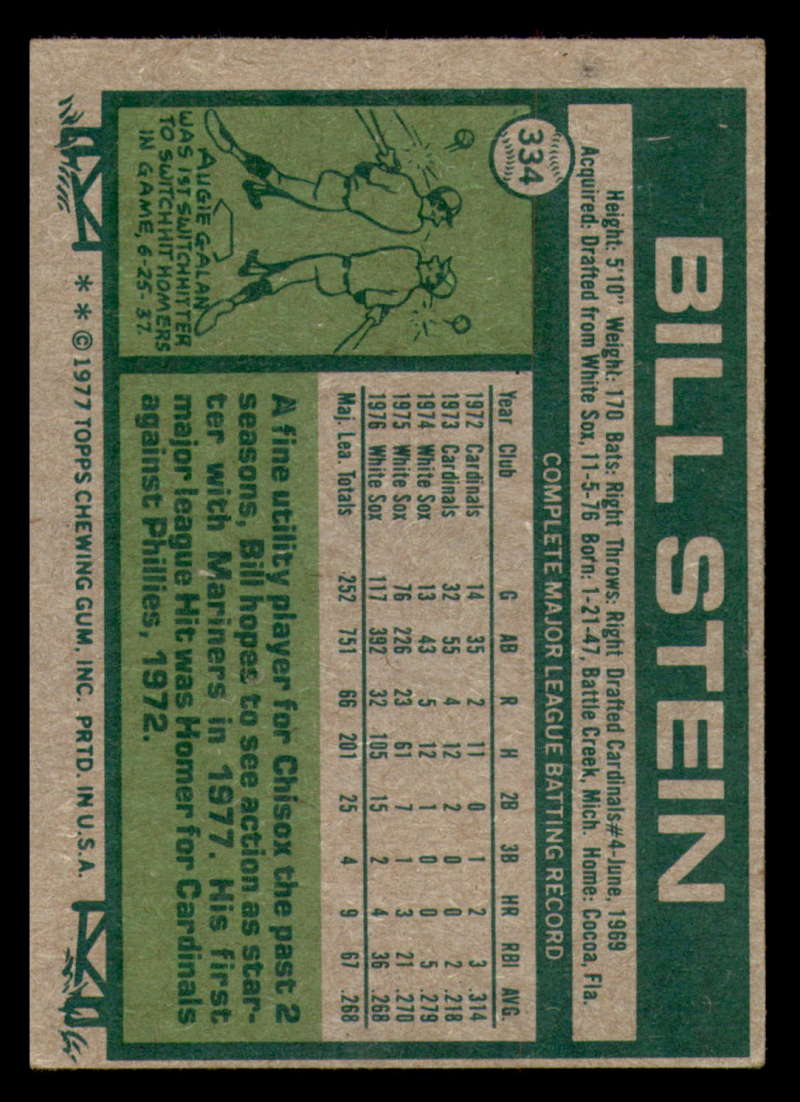 334
BILL STEIN
Height: 5'10" Weight: 170 Bats: Right Throws: Right Drafted Cardinals#4-June, 1969
Acquired: Drafted from White Sox, 11-5-76 Born: 1-21-47, Battle Creek, Mich. Home: Cocoa, Fla.
COMPLETE MAJOR LEAGUE BATTING RECORD
Year Club G AB R H 2B 3B HR RBI AVG.
1972 Cardinals 14 35 2 11 0 1 2 3 .314
1973 Cardinals 32 55 4 12 2 0 0 2 .218
1974 White Sox 13 43 5 12 1 0 0 5 .279
1975 White Sox 76 226 23 61 7 1 3 21 .270
1976 White Sox 117 392 32 105 15 2 4 36 .268
Maj. Lea. Totals 252 751 66 201 25 4 9 67 .268
AUGIE GALAN
WAS 1ST SWITCHHITTER
TO SWITCH HIT HOMERS
IN GAME, 6-25-37.
A fine utility player for Chisox the past 2
seasons, Bill hopes to see action as star-
ter with Mariners in 1977. His first
major league Hit was Homer for Cardinals
against Phillies, 1972.
* * © 1977 TOPPS CHEWING GUM, INC. PRTD. IN U.S.A.